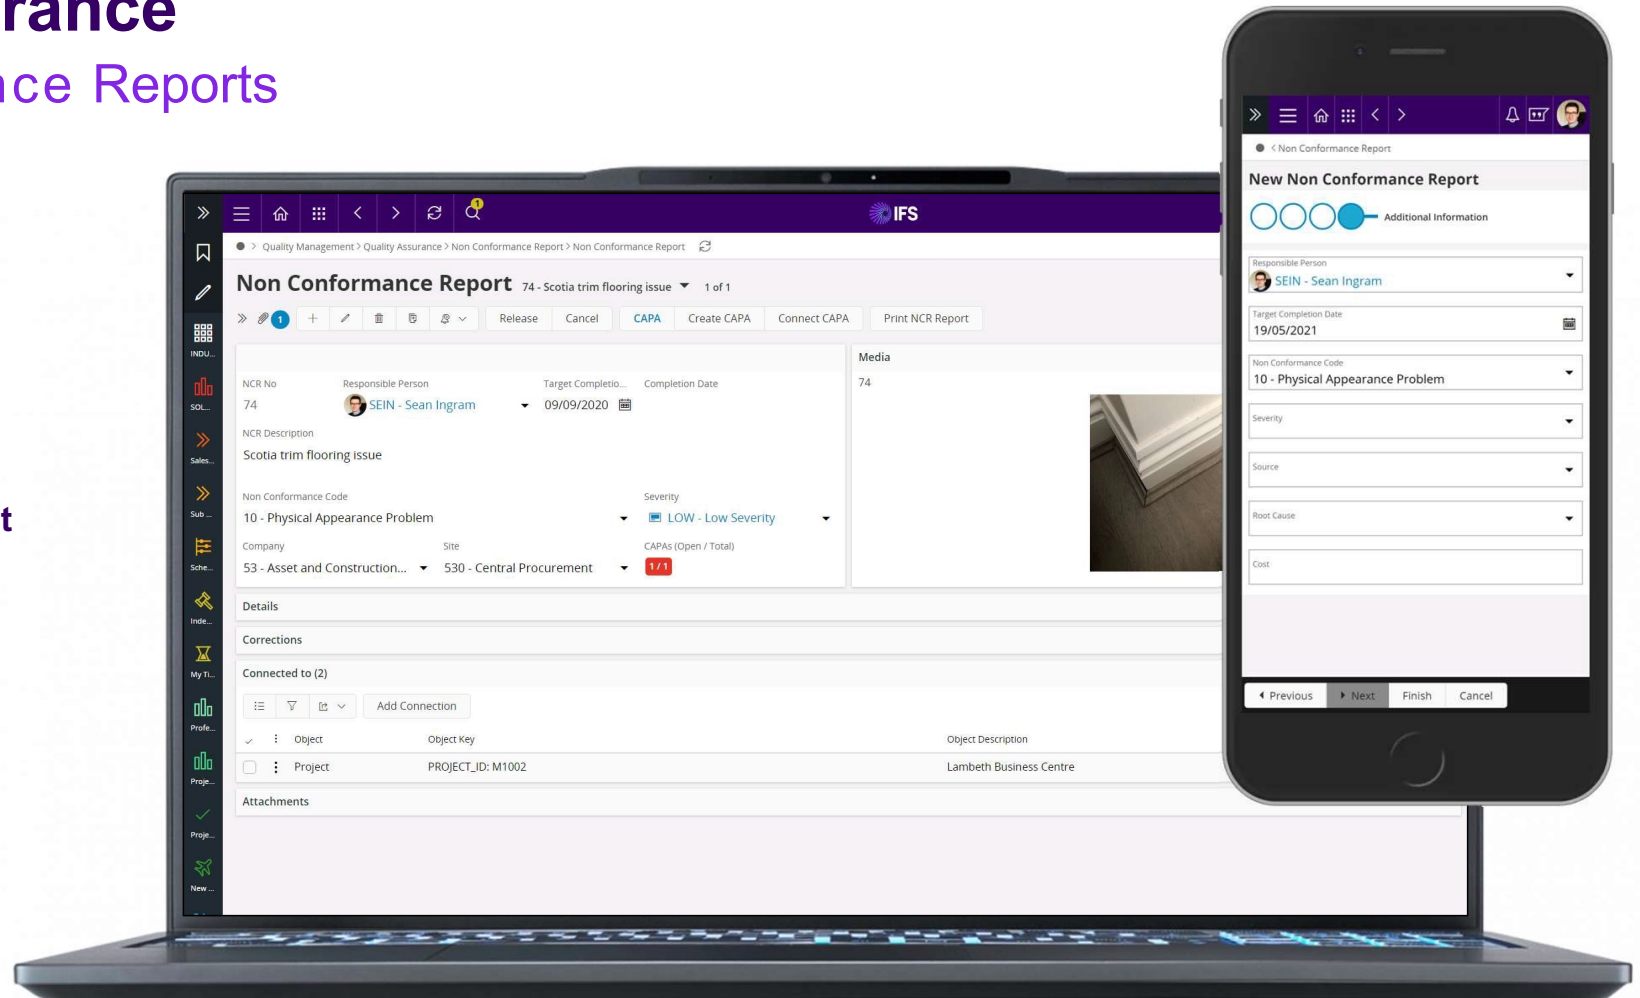 rance
nce Reports
t
IFS
> Quality Management > Quality Assurance > Non Conformance Report > Non Conformance Report
Non Conformance Report 74 - Scotia trim flooring issue 1 of 1
1 Release Cancel CAPA Create CAPA Connect CAPA Print NCR Report
INDU...
SOL...
Sales...
Sub ...
Sche...
Inde...
My Ti...
Profe...
Proje...
Proje...
New ...
Media
NCR No Responsible Person Target Completio... Completion Date
74 SEIN - Sean Ingram 09/09/2020
74
NCR Description
Scotia trim flooring issue
Non Conformance Code Severity
10 - Physical Appearance Problem LOW - Low Severity
Company Site CAPAs (Open / Total)
53 - Asset and Construction... 530 - Central Procurement 1 / 1
Details
Corrections
Connected to (2)
Add Connection
Object Object Key Object Description
Project PROJECT_ID: M1002 Lambeth Business Centre
Attachments
< Non Conformance Report
New Non Conformance Report
Additional Information
Responsible Person
SEIN - Sean Ingram
Target Completion Date
19/05/2021
Non Conformance Code
10 - Physical Appearance Problem
Severity
Source
Root Cause
Cost
Previous Next Finish Cancel